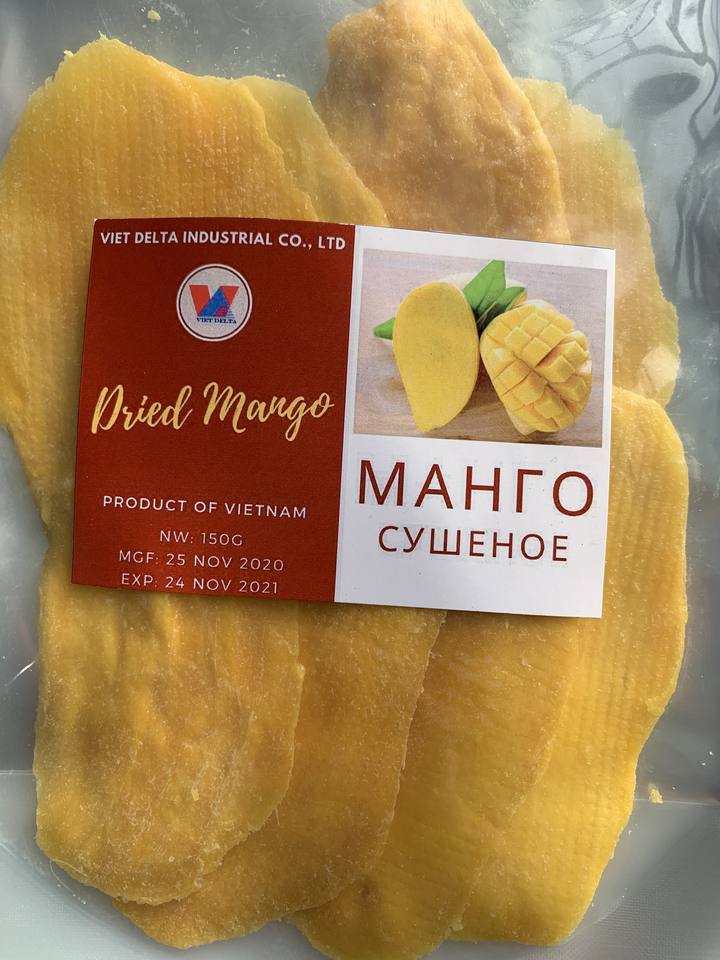 VIET DELTA INDUSTRIAL CO., LTD
VIET DELTA
Dried Mango
PRODUCT OF VIETNAM
NW: 150G
MGF: 25 NOV 2020
EXP: 24 NOV 2021
МАНГО
СУШЕНОЕ